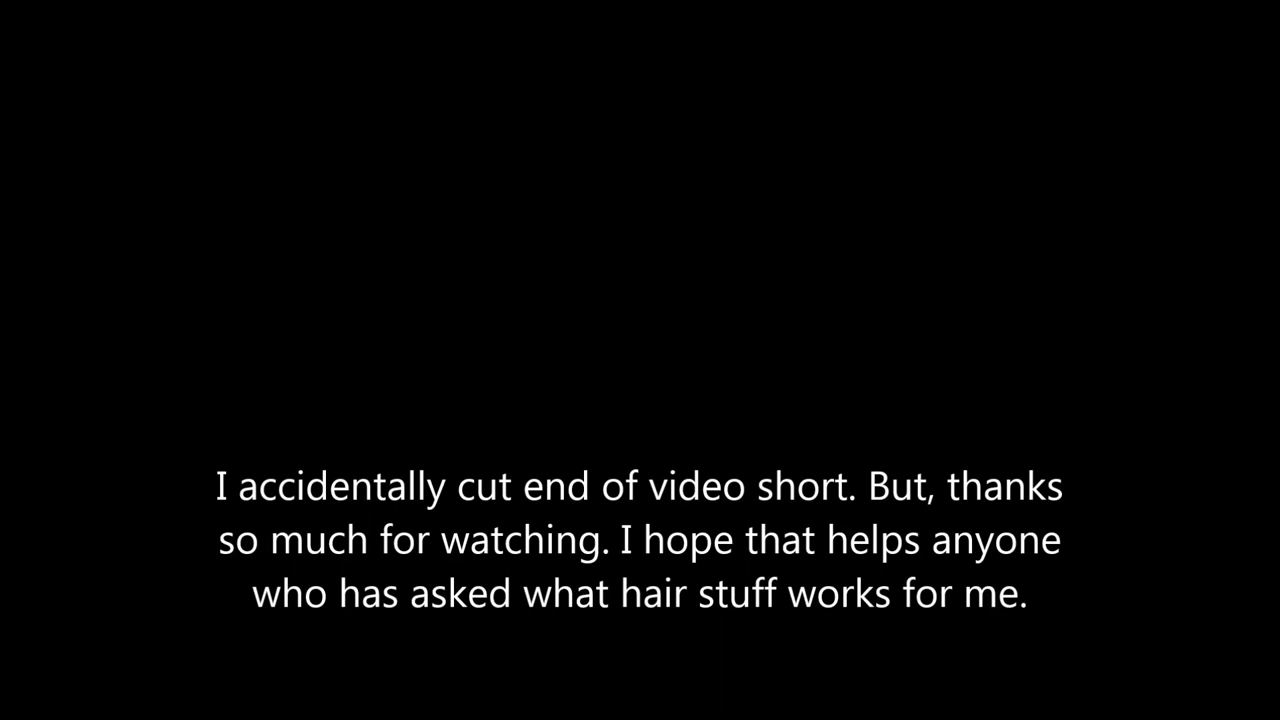 I accidentally cut end of video short. But, thanks
so much for watching. I hope that helps anyone
who has asked what hair stuff works for me.